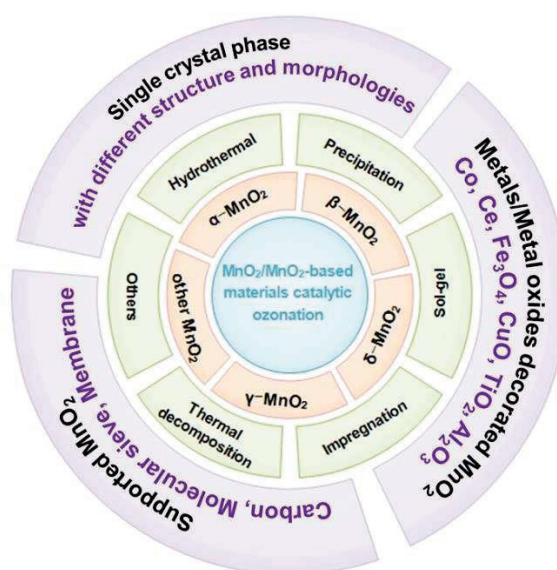 Single crystal phase
with different structure and morphologies
Metals/Metal oxides decorated MnO₂
Co, Ce, Fe₃O₄, CuO, TiO₂, Al₂O₃
Supported MnO₂
Carbon, Molecular sieve, Membrane
Hydrothermal
Precipitation
Sol-gel
Impregnation
Thermal
decomposition
Others
α−MnO₂
β−MnO₂
δ−MnO₂
γ−MnO₂
other MnO₂
MnO₂/MnO₂-based
materials catalytic
ozonation